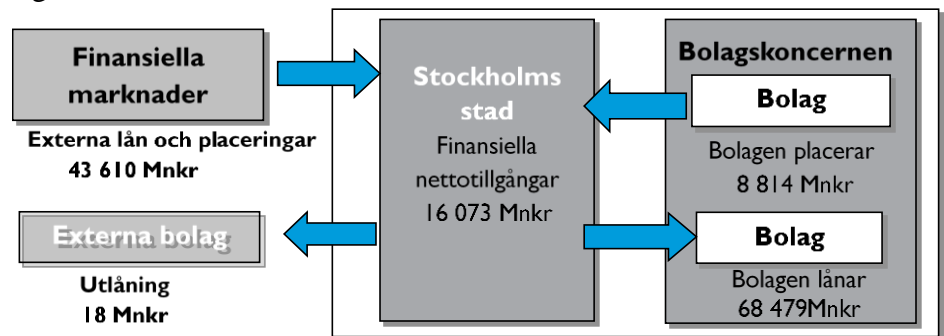 Finansiella
marknader
Externa lån och placeringar
43 610 Mnkr
Externa bolag
Utlåning
18 Mnkr
Stockholms
stad
Finansiella
nettotillgångar
16 073 Mnkr
Bolagskoncernen
Bolag
Bolagen placerar
8 814 Mnkr
Bolag
Bolagen lånar
68 479Mnkr